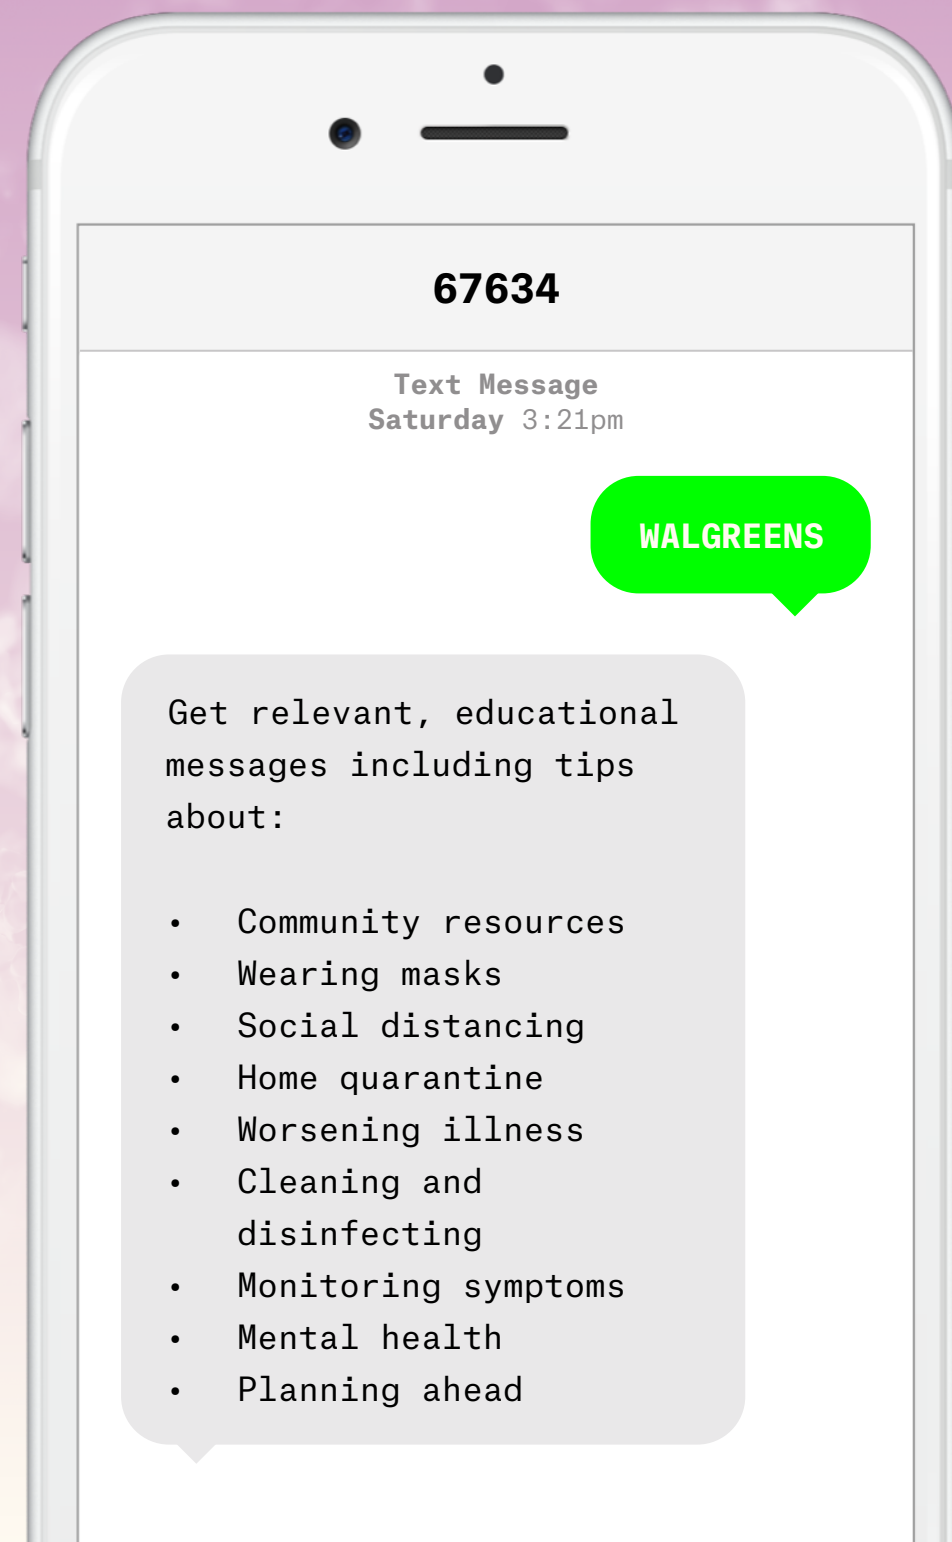 67634
Text Message
Saturday 3:21pm
WALGREENS
Get relevant, educational
messages including tips
about:
• Community resources
• Wearing masks
• Social distancing
• Home quarantine
• Worsening illness
• Cleaning and
disinfecting
• Monitoring symptoms
• Mental health
• Planning ahead